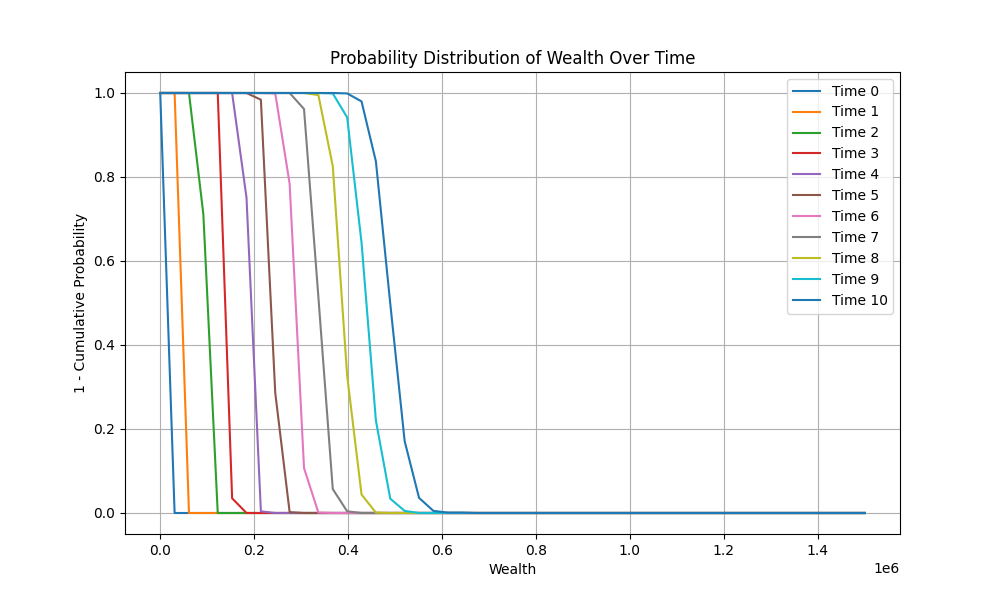 Probability Distribution of Wealth Over Time
1 - Cumulative Probability
1.0
0.8
0.6
0.4
0.2
0.0
Time 0
Time 1
Time 2
Time 3
Time 4
Time 5
Time 6
Time 7
Time 8
Time 9
Time 10
0.0 0.2 0.4 0.6 0.8 1.0 1.2 1.4
1e6
Wealth